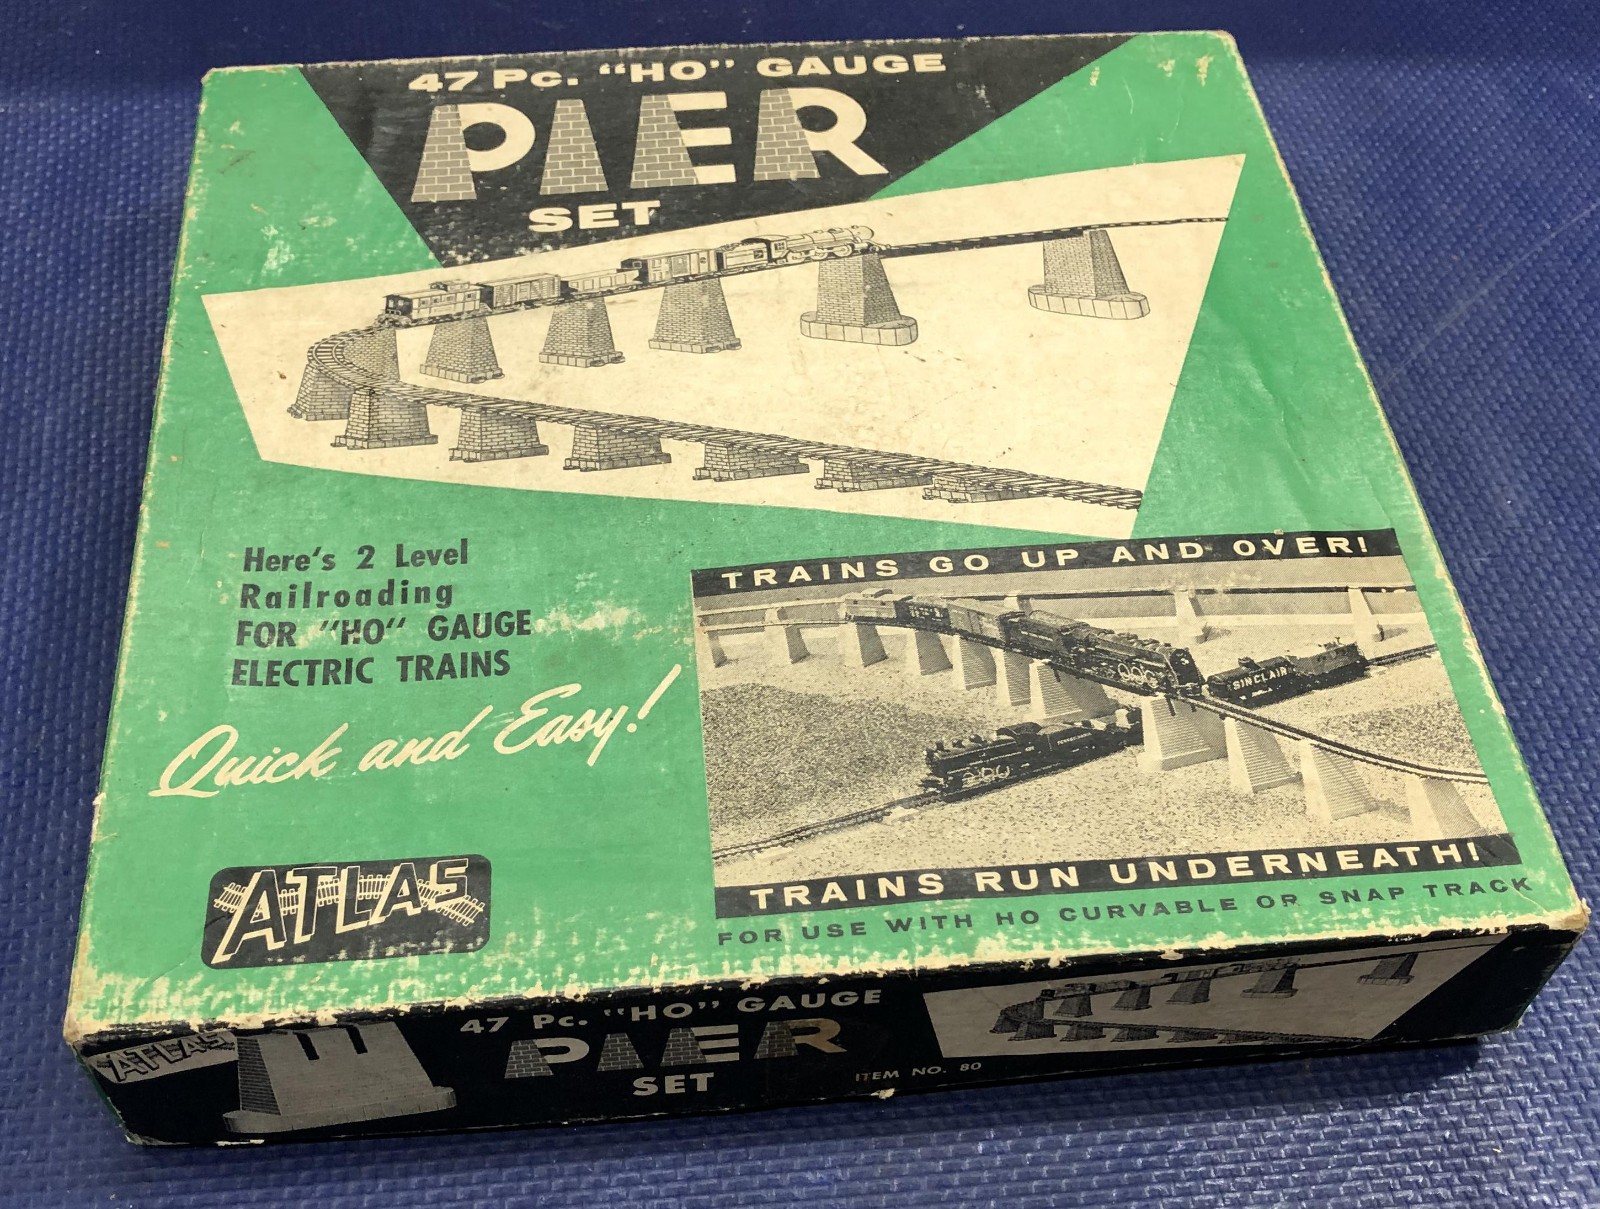 47 Pc. "HO" GAUGE
PIER
SET
Here's 2 Level
Railroading
FOR "HO" GAUGE
ELECTRIC TRAINS
Quick and Easy!
ATLAS
TRAINS GO UP AND OVER!
SINCLAIR
PENNSYLVANIA
TRAINS RUN UNDERNEATH!
FOR USE WITH HO CURVABLE OR SNAP TRACK
ATLAS
47 Pc. "HO" GAUGE
PIER
SET
ITEM NO. 80